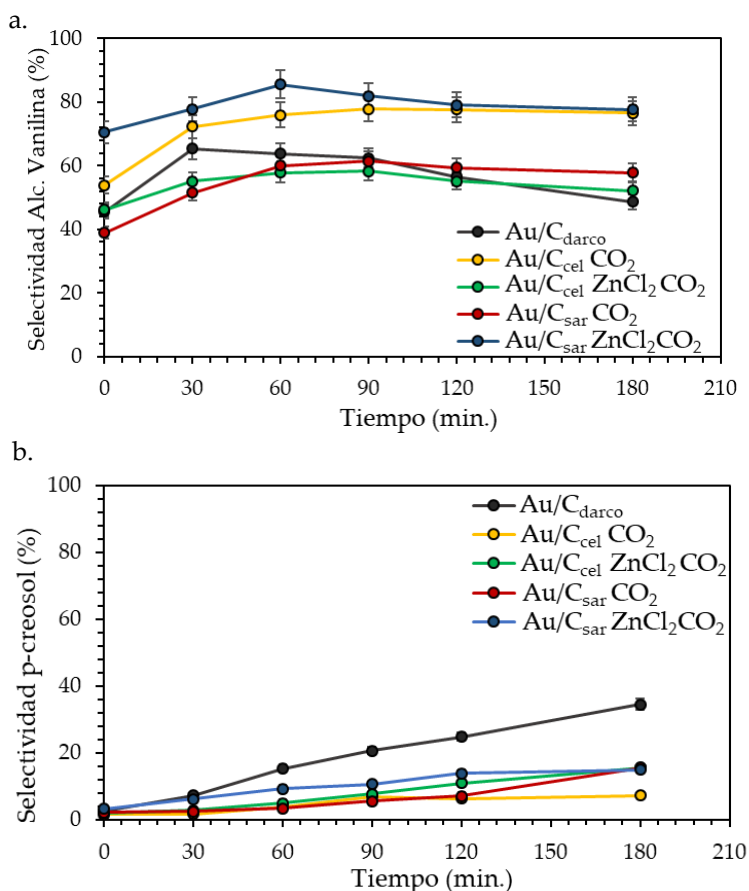 a.
100
80
60
40
20
0
Selectividad Alc. Vanilina (%)
Au/Cdarco
Au/Ccel CO2
Au/Ccel ZnCl2 CO2
Au/Csar CO2
Au/Csar ZnCl2CO2
0 30 60 90 120 150 180 210
Tiempo (min.)
b.
100
80
60
40
20
0
Selectividad p-creosol (%)
Au/Cdarco
Au/Ccel CO2
Au/Ccel ZnCl2 CO2
Au/Csar CO2
Au/Csar ZnCl2CO2
0 30 60 90 120 150 180 210
Tiempo (min.)